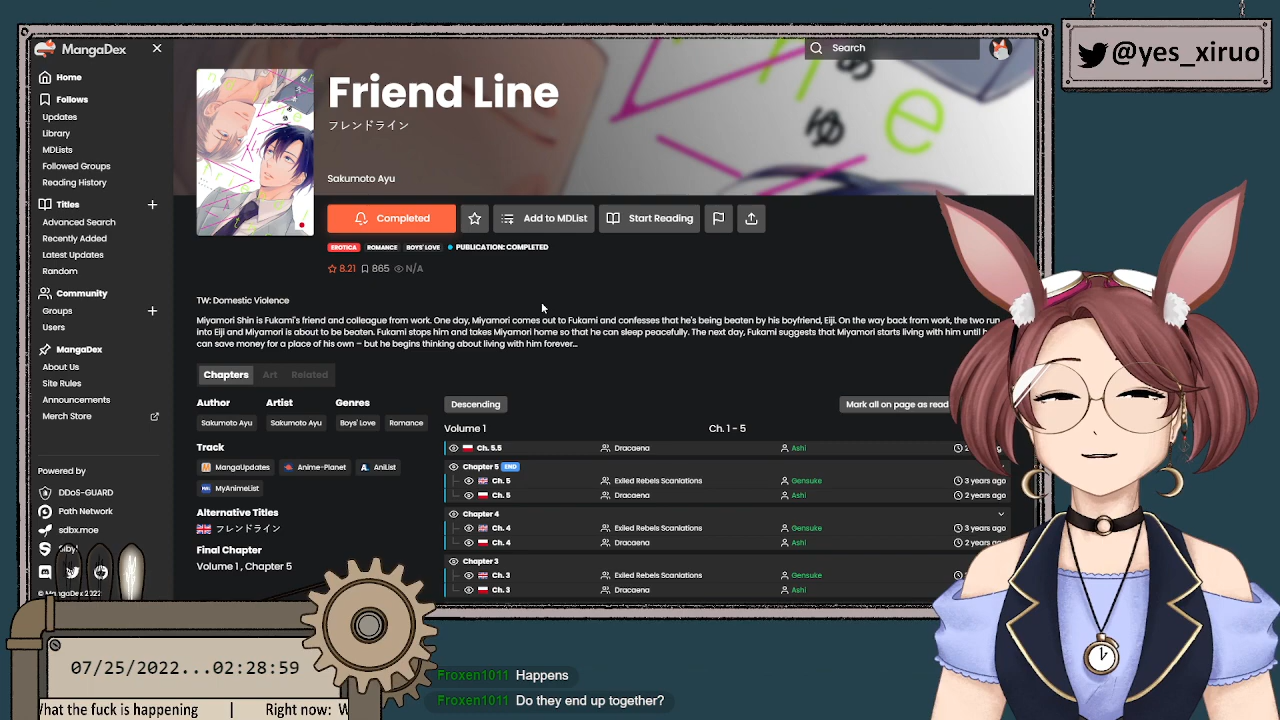 MangaDex
Home
Follows
Updates
Library
MDLists
Followed Groups
Reading History
Titles
Advanced Search
Recently Added
Latest Updates
Random
Community
Groups
Users
MangaDex
About Us
Site Rules
Announcements
Merch Store
Powered by
DDoS-GUARD
Path Network
sdbx.moe
© MangaDex 2022
Search
Friend Line
フレンドライン
Sakumoto Ayu
Completed
Add to MDList
Start Reading
EROTICA ROMANCE BOYS' LOVE PUBLICATION: COMPLETED
8.21 865 N/A
TW: Domestic Violence
Miyamori Shin is Fukami's friend and colleague from work. One day, Miyamori comes out to Fukami and confesses that he's being beaten by his boyfriend, Eiji. On the way back from work, the two run
into Eiji and Miyamori is about to be beaten. Fukami stops him and takes Miyamori home so that he can sleep peacefully. The next day, Fukami suggests that Miyamori starts living with him until
can save money for a place of his own – but he begins thinking about living with him forever...
Chapters Art Related
Author Artist Genres
Sakumoto Ayu Sakumoto Ayu Boys' Love Romance
Track
MangaUpdates Anime-Planet AniList
MyAnimeList
Alternative Titles
フレンドライン
Final Chapter
Volume 1 , Chapter 5
Descending
Mark all on page as read
Volume 1 Ch. 1 - 5
Ch. 5.5 Dracaena Ashi
Chapter 5 END
Ch. 5 Exiled Rebels Scanlations Gensuke 3 years ago
Ch. 5 Dracaena Ashi 2 years ago
Chapter 4
Ch. 4 Exiled Rebels Scanlations Gensuke 3 years ago
Ch. 4 Dracaena Ashi 2 years ago
Chapter 3
Ch. 3 Exiled Rebels Scanlations Gensuke
Ch. 3 Dracaena Ashi
@yes_xiruo
07/25/2022...02:28:59
the fuck is happening | Right now:
Froxen1011 Happens
Froxen1011 Do they end up together?